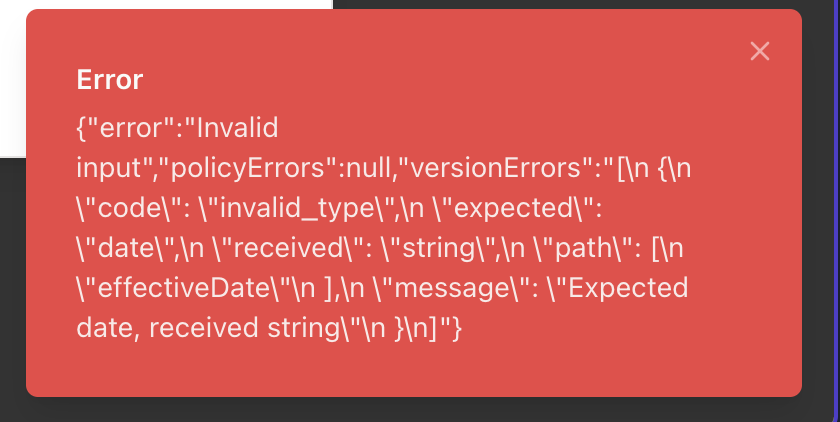 Error
{"error":"Invalid
input","policyErrors":null,"versionErrors":"[\n {\n
\"code\": \"invalid_type\",\n \"expected\":
\"date\",\n \"received\": \"string\",\n \"path\": [\n
\"effectiveDate\"\n ],\n \"message\": \"Expected
date, received string\"\n }\n]"}